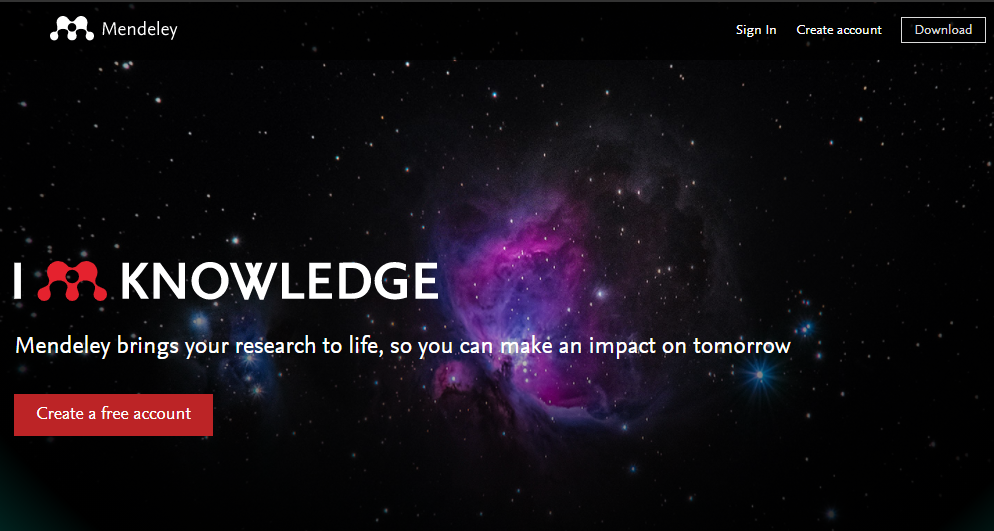 Mendeley
Sign In
Create account
Download
I KNOWLEDGE
Mendeley brings your research to life, so you can make an impact on tomorrow
Create a free account